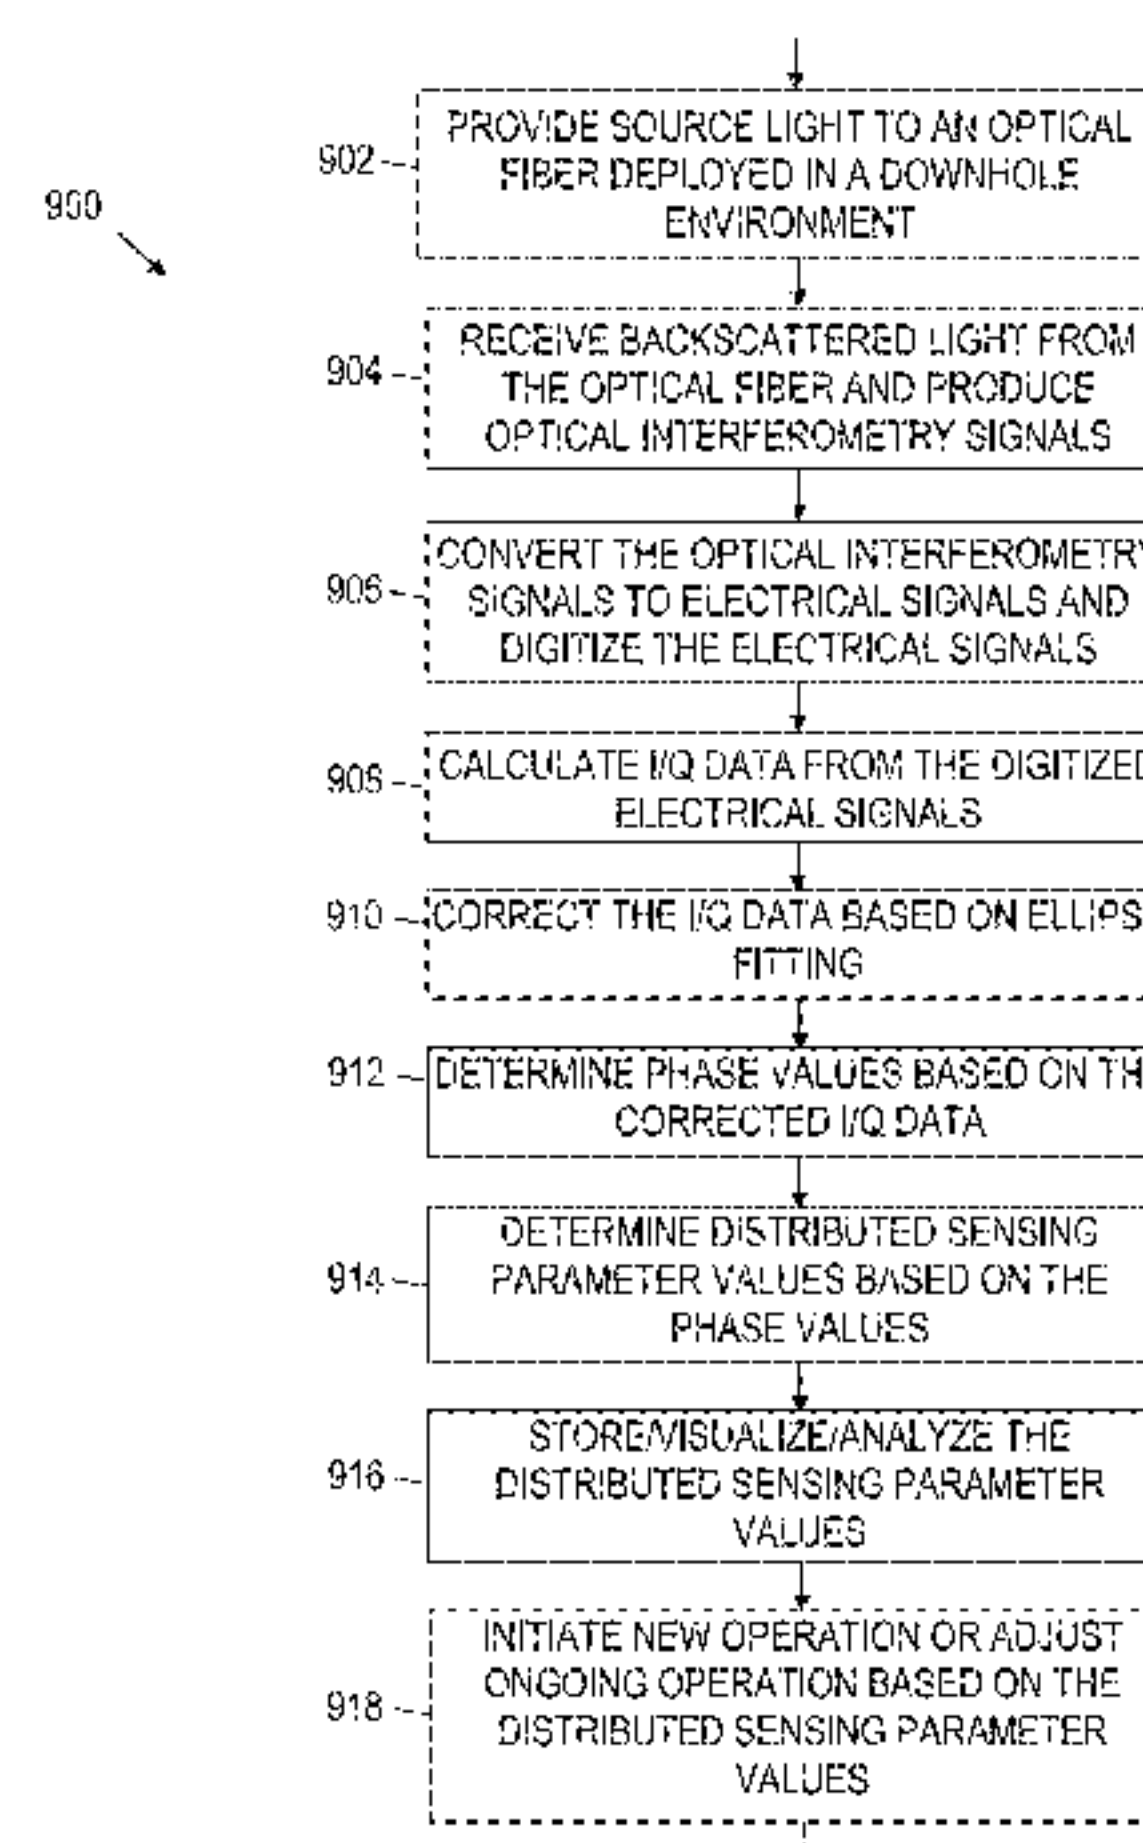 902
PROVIDE SOURCE LIGHT TO AN OPTICAL
FIBER DEPLOYED IN A DOWNHOLE
ENVIRONMENT
900
904
RECEIVE BACKSCATTERED LIGHT FROM
THE OPTICAL FIBER AND PRODUCE
OPTICAL INTERFEROMETRY SIGNALS
906
CONVERT THE OPTICAL INTERFEROMETRY
SIGNALS TO ELECTRICAL SIGNALS AND
DIGITIZE THE ELECTRICAL SIGNALS
908
CALCULATE I/Q DATA FROM THE DIGITIZED
ELECTRICAL SIGNALS
910
CORRECT THE I/Q DATA BASED ON ELLIPS
FITTING
912
DETERMINE PHASE VALUES BASED ON TH
CORRECTED I/Q DATA
914
DETERMINE DISTRIBUTED SENSING
PARAMETER VALUES BASED ON THE
PHASE VALUES
916
STORE/VISUALIZE/ANALYZE THE
DISTRIBUTED SENSING PARAMETER
VALUES
918
INITIATE NEW OPERATION OR ADJUST
ONGOING OPERATION BASED ON THE
DISTRIBUTED SENSING PARAMETER
VALUES